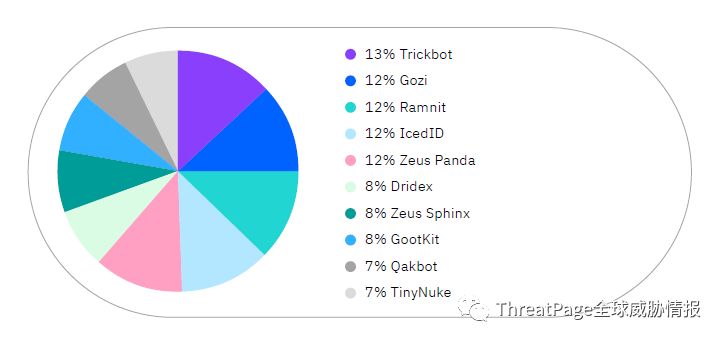 13% Trickbot
12% Gozi
12% Ramnit
12% IcedID
12% Zeus Panda
8% Dridex
8% Zeus Sphinx
8% GootKit
7% Qakbot
7% TinyNuke
ThreatPage全球威胁情报